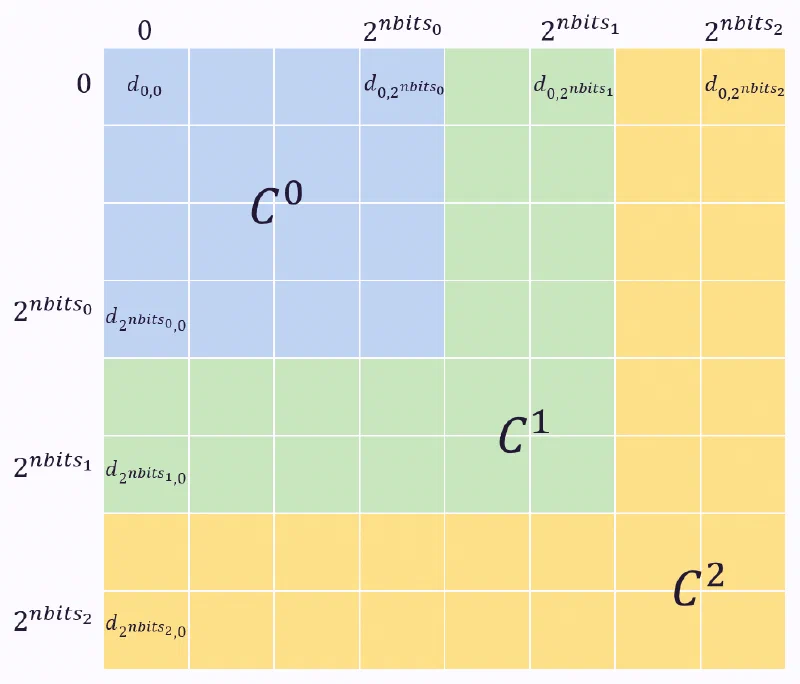 0 2^{nbits_0} 2^{nbits_1} 2^{nbits_2}
0 d_{0,0} d_{0,2^{nbits_0}} d_{0,2^{nbits_1}} d_{0,2^{nbits_2}}
C^0
2^{nbits_0} d_{2^{nbits_0},0}
C^1
2^{nbits_1} d_{2^{nbits_1},0}
C^2
2^{nbits_2} d_{2^{nbits_2},0}